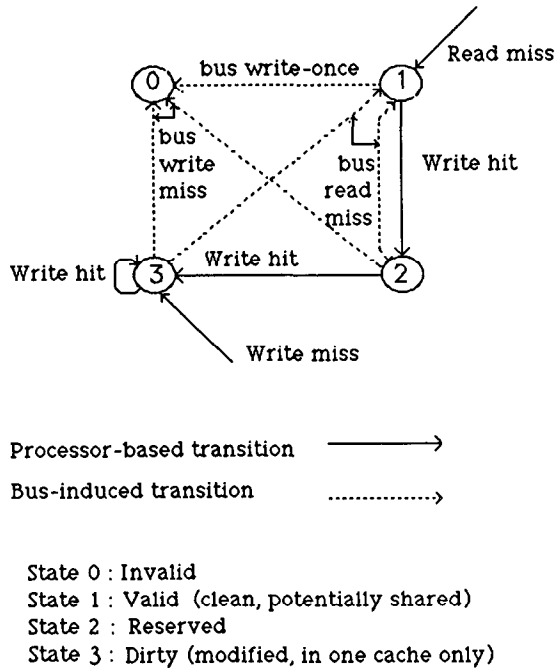 Read miss
0
bus write-once
1
bus
write
miss
bus
read
miss
Write hit
Write hit
3
Write hit
2
Write miss
Processor-based transition
Bus-induced transition
State 0 : Invalid
State 1 : Valid (clean, potentially shared)
State 2 : Reserved
State 3 : Dirty (modified, in one cache only)